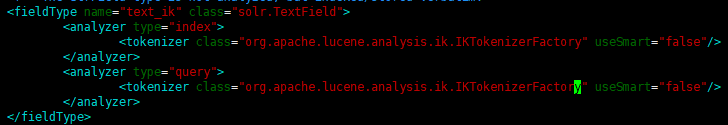 <fieldType name="text_ik" class="solr.TextField">
<analyzer type="index">
<tokenizer class="org.apache.lucene.analysis.ik.IKTokenizerFactory" useSmart="false"/>
</analyzer>
<analyzer type="query">
<tokenizer class="org.apache.lucene.analysis.ik.IKTokenizerFactory" useSmart="false"/>
</analyzer>
</fieldType>